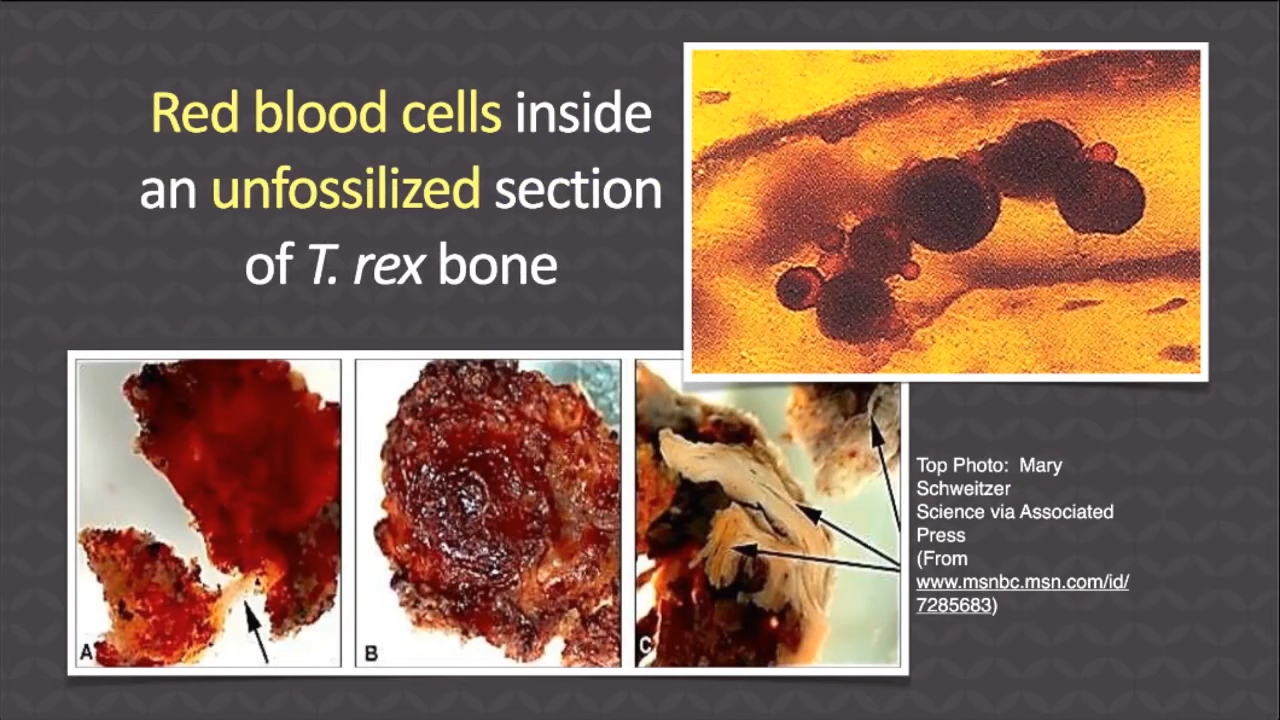 Red blood cells inside
an unfossilized section
of T. rex bone
A
B
C
Top Photo: Mary
Schweitzer
Science via Associated
Press
(From
www.msnbc.msn.com/id/
7285683)